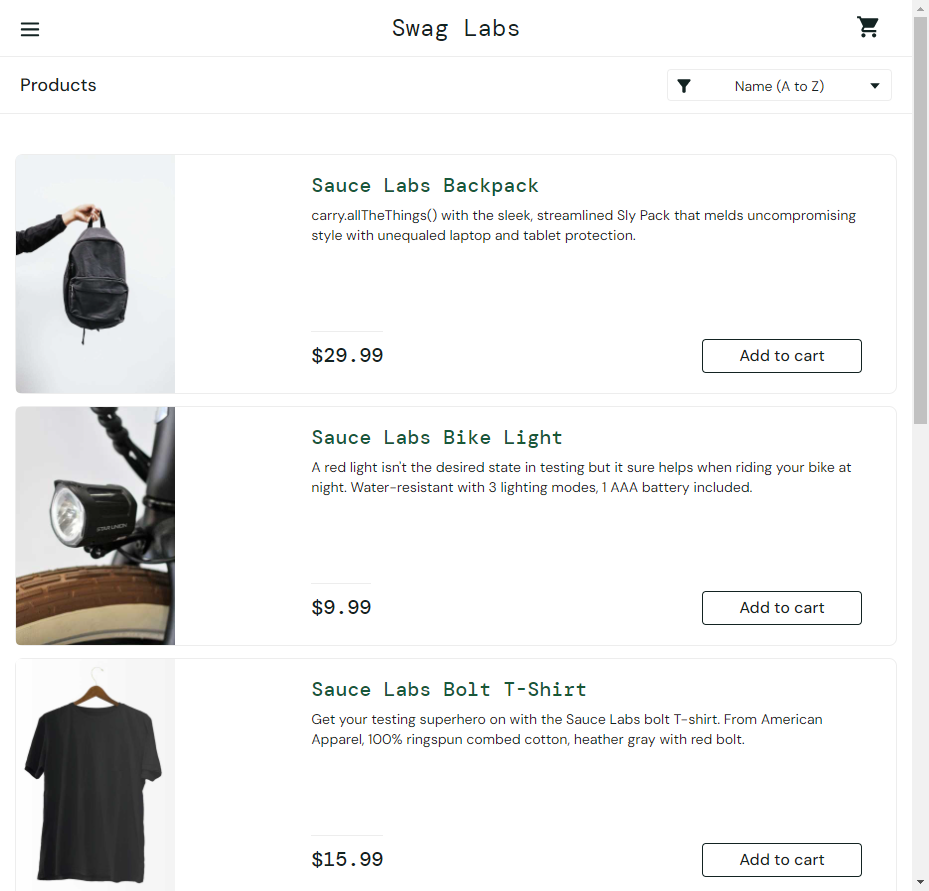 Swag Labs
Products
Name (A to Z)
Sauce Labs Backpack
carry.allTheThings() with the sleek, streamlined Sly Pack that melds uncompromising
style with unequaled laptop and tablet protection.
$29.99
Add to cart
Sauce Labs Bike Light
A red light isn't the desired state in testing but it sure helps when riding your bike at
night. Water-resistant with 3 lighting modes, 1 AAA battery included.
$9.99
Add to cart
Sauce Labs Bolt T-Shirt
Get your testing superhero on with the Sauce Labs bolt T-shirt. From American
Apparel, 100% ringspun combed cotton, heather gray with red bolt.
$15.99
Add to cart